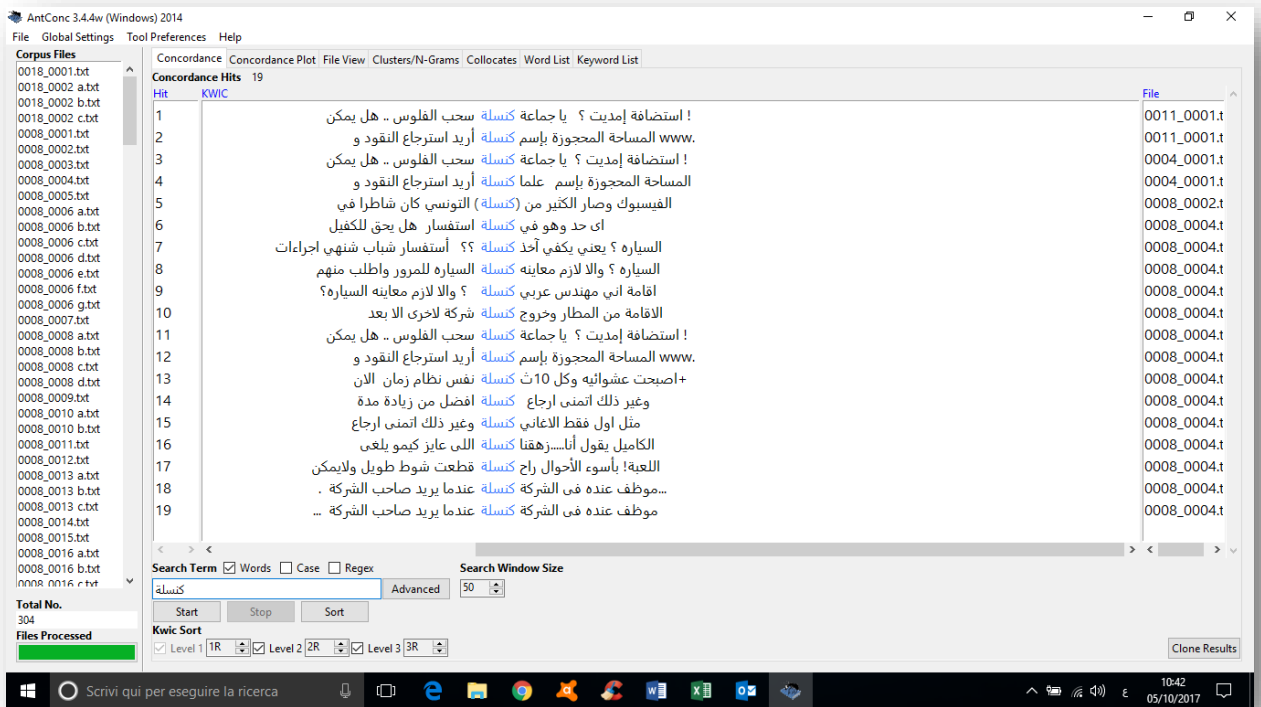 AntConc 3.4.4w (Windows) 2014
File Global Settings Tool Preferences Help
Corpus Files
0018_0001.txt
0018_0002 a.txt
0018_0002 b.txt
0018_0002 c.txt
0008_0001.txt
0008_0002.txt
0008_0003.txt
0008_0004.txt
0008_0005.txt
0008_0006 a.txt
0008_0006 b.txt
0008_0006 c.txt
0008_0006 d.txt
0008_0006 e.txt
0008_0006 f.txt
0008_0006 g.txt
0008_0007.txt
0008_0008 a.txt
0008_0008 b.txt
0008_0008 c.txt
0008_0008 d.txt
0008_0009.txt
0008_0010 a.txt
0008_0010 b.txt
0008_0011.txt
0008_0012.txt
0008_0013 a.txt
0008_0013 b.txt
0008_0013 c.txt
0008_0014.txt
0008_0015.txt
0008_0016 a.txt
0008_0016 b.txt
0008_0016 c.txt
Total No.
304
Files Processed
Concordance Concordance Plot File View Clusters/N-Grams Collocates Word List Keyword List
Concordance Hits 19
Hit KWIC File
1 ! استضافة إمديت ؟ يا جماعة كنسلة سحب الفلوس .. هل يمكن 0011_0001.t
2 .www المساحة المحجوزة بإسم كنسلة أريد استرجاع النقود و 0011_0001.t
3 ! استضافة إمديت ؟ يا جماعة كنسلة سحب الفلوس .. هل يمكن 0004_0001.t
4 المساحة المحجوزة بإسم علما كنسلة أريد استرجاع النقود و 0004_0001.t
5 الفيسبوك وصار الكثير من (كنسلة) التونسي كان شاطرا في 0008_0002.t
6 اى حد وهو في كنسلة استفسار هل يحق للكفيل 0008_0004.t
7 السياره ؟ يعني يكفي آخذ كنسلة ؟؟ أستفسار شباب شنهي اجراءات 0008_0004.t
8 السياره ؟ والا لازم معاينه كنسلة السياره للمرور واطلب منهم 0008_0004.t
9 اقامة اني مهندس عربي كنسلة ؟ والا لازم معاينه السياره؟ 0008_0004.t
10 الاقامة من المطار وخروج كنسلة شركة لاخرى الا بعد 0008_0004.t
11 ! استضافة إمديت ؟ يا جماعة كنسلة سحب الفلوس .. هل يمكن 0008_0004.t
12 .www المساحة المحجوزة بإسم كنسلة أريد استرجاع النقود و 0008_0004.t
13 +اصبحت عشوائيه وكل 10ث كنسلة نفس نظام زمان الان 0008_0004.t
14 وغير ذلك اتمنى ارجاع كنسلة افضل من زيادة مدة 0008_0004.t
15 مثل اول فقط الاغاني كنسلة وغير ذلك اتمنى ارجاع 0008_0004.t
16 الكاميل يقول أنا.....زهقنا كنسلة اللى عايز كيمو يلغى 0008_0004.t
17 اللعبة! بأسوء الأحوال راح كنسلة قطعت شوط طويل ولايمكن 0008_0004.t
18 ...موظف عنده فى الشركة كنسلة عندما يريد صاحب الشركة . 0008_0004.t
19 موظف عنده فى الشركة كنسلة عندما يريد صاحب الشركة ... 0008_0004.t
Search Term Words Case Regex Search Window Size
كنسلة Advanced 50
Start Stop Sort
Kwic Sort
Level 1 1R Level 2 2R Level 3 3R Clone Results
Scrivi qui per eseguire la ricerca
ع
10:42
05/10/2017